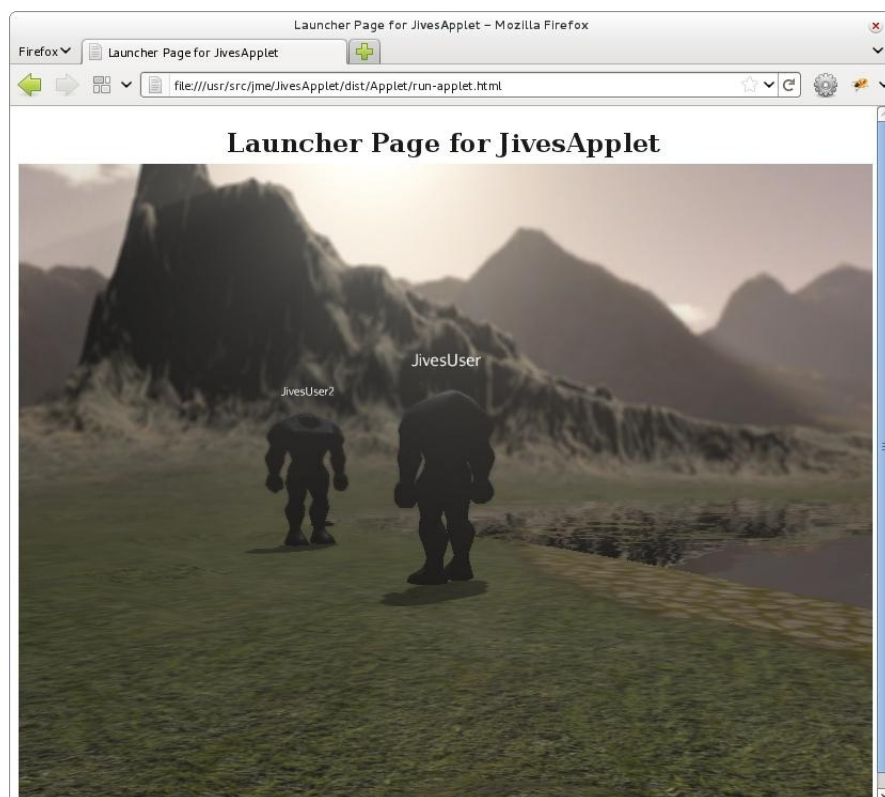 Launcher Page for JivesApplet – Mozilla Firefox
Firefox
Launcher Page for JivesApplet
file:///usr/src/jme/JivesApplet/dist/Applet/run-applet.html
Launcher Page for JivesApplet
JivesUser
JivesUser2